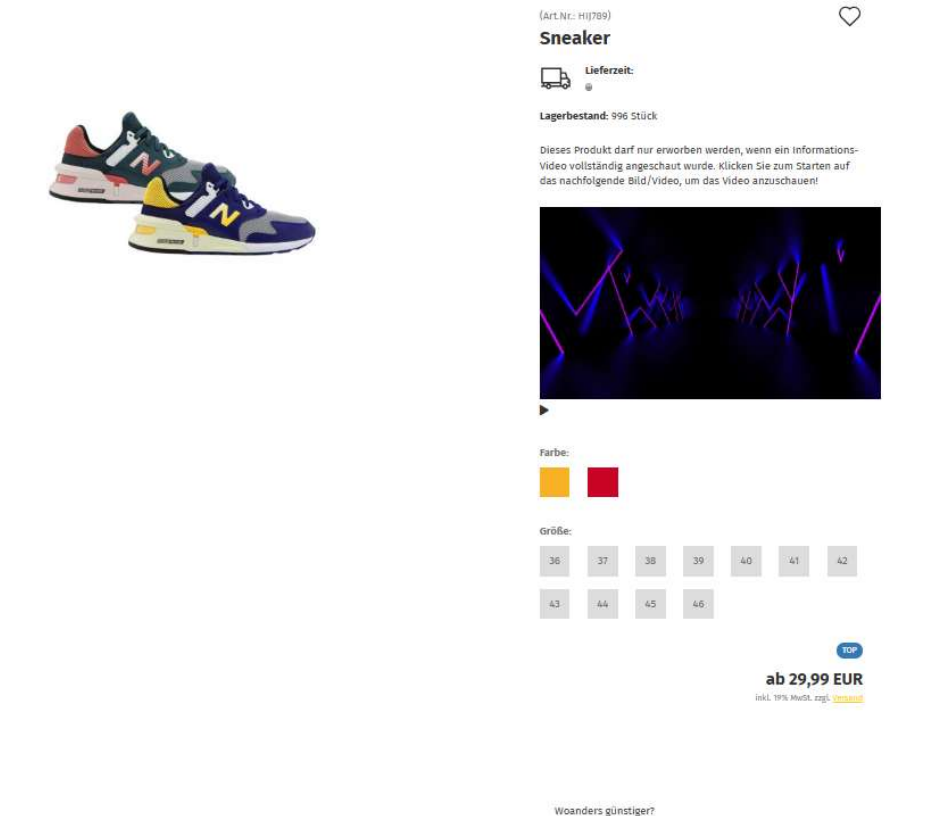 (Art.Nr.: HIJ789)
Sneaker
Lieferzeit:
Lagerbestand: 996 Stück
Dieses Produkt darf nur erworben werden, wenn ein Informations-
Video vollständig angeschaut wurde. Klicken Sie zum Starten auf
das nachfolgende Bild/Video, um das Video anzuschauen!
N
N
Farbe:
Größe:
36 37 38 39 40 41 42
43 44 45 46
TOP
ab 29,99 EUR
inkl. 19% MwSt. zzgl. Versand
Woanders günstiger?